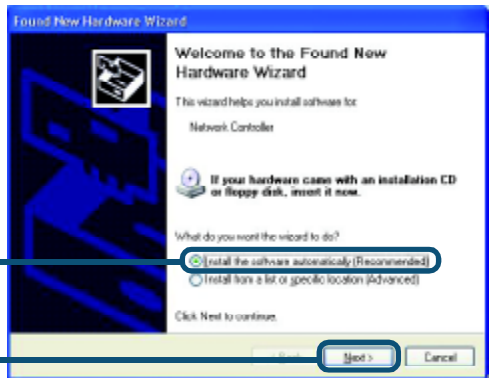 Found New Hardware Wizard
Welcome to the Found New
Hardware Wizard
This wizard helps you install software for:
Network Controller
If your hardware came with an installation CD
or floppy disk, insert it now.
What do you want the wizard to do?
Install the software automatically (Recommended)
Install from a list or specific location (Advanced)
Click Next to continue.
< Back
Next >
Cancel